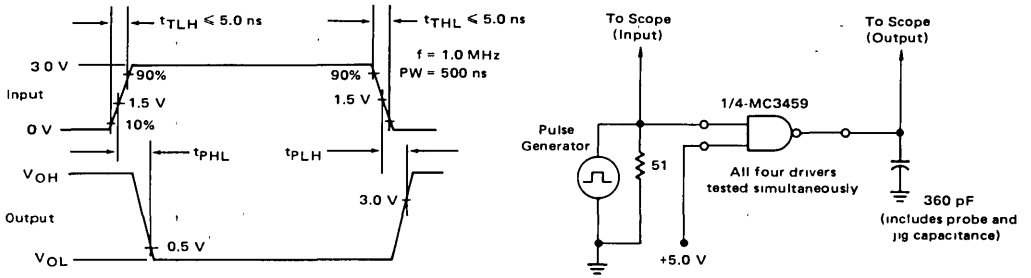 tTLH ≤ 5.0 ns
tTHL ≤ 5.0 ns
f = 1.0 MHz
PW = 500 ns
3.0 V
90%
90%
Input
1.5 V
1.5 V
0 V
10%
tPHL
tPLH
VOH
3.0 V
Output
0.5 V
VOL
To Scope
(Input)
To Scope
(Output)
1/4-MC3459
Pulse
Generator
51
All four drivers
tested simultaneously
360 pF
(includes probe and
jig capacitance)
+5.0 V